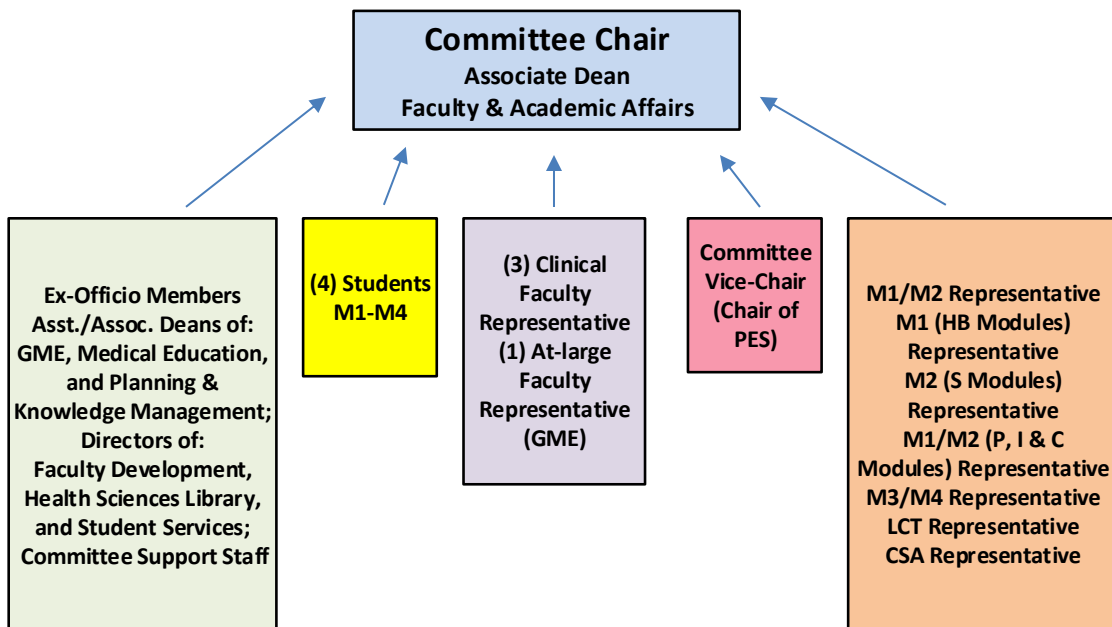 Committee Chair
Associate Dean
Faculty & Academic Affairs
Ex-Officio Members
Asst./Assoc. Deans of:
GME, Medical Education,
and Planning &
Knowledge Management;
Directors of:
Faculty Development,
Health Sciences Library,
and Student Services;
Committee Support Staff
(4) Students
M1-M4
(3) Clinical
Faculty
Representative
(1) At-large
Faculty
Representative
(GME)
Committee
Vice-Chair
(Chair of
PES)
M1/M2 Representative
M1 (HB Modules)
Representative
M2 (S Modules)
Representative
M1/M2 (P, I & C
Modules) Representative
M3/M4 Representative
LCT Representative
CSA Representative